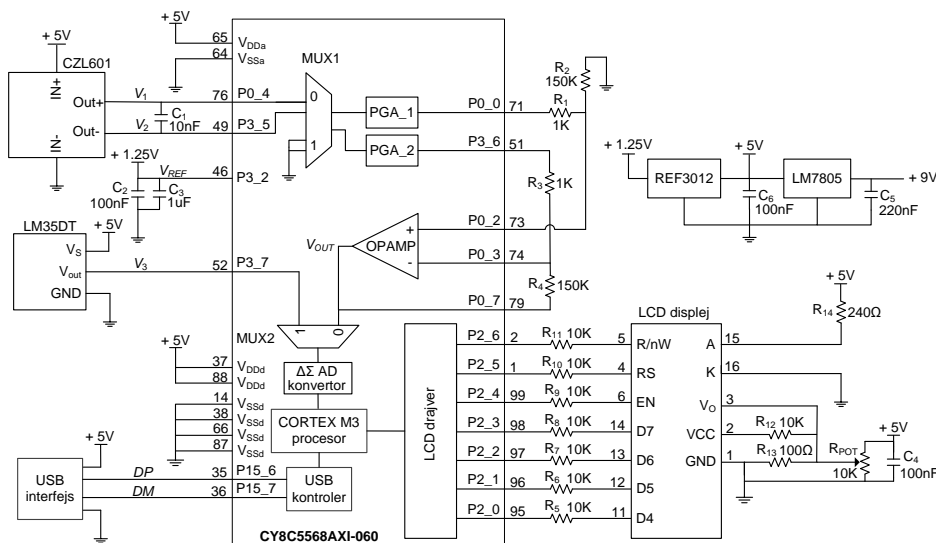 + 5V
CZL601
IN+
Out+
Out-
IN-
V1
V2
C1
10nF
76 P0_4
49 P3_5
+ 5V
65 VDDa
64 VSSa
MUX1
0
1
PGA_1
PGA_2
P0_0 71
P3_6 51
R1
1K
R2
150K
R3 1K
+ 1.25V
VREF
46 P3_2
C2
100nF
C3
1uF
LM35DT
+ 5V
VS
Vout
GND
V3
52 P3_7
VOUT
OPAMP
+
-
P0_2 73
P0_3 74
R4 150K
P0_7 79
+ 1.25V
REF3012
+ 5V
LM7805
+ 9V
C6
100nF
C5
220nF
MUX2
1
0
ΔΣ AD
konvertor
CORTEX M3
procesor
USB
kontroler
+ 5V
37 VDDd
88 VDDd
14 VSSd
38 VSSd
66 VSSd
87 VSSd
USB
interfejs
+ 5V
DP
DM
35 P15_6
36 P15_7
CY8C5568AXI-060
LCD drajver
P2_6 2 R11 10K 5 R/nW
P2_5 1 R10 10K 4 RS
P2_4 99 R9 10K 6 EN
P2_3 98 R8 10K 14 D7
P2_2 97 R7 10K 13 D6
P2_1 96 R6 10K 12 D5
P2_0 95 R5 10K 11 D4
LCD displej
A 15
K 16
VO 3
VCC 2
GND 1
+ 5V
R14 240Ω
R12 10K
R13 100Ω
RPOT
10K
+ 5V
C4
100nF